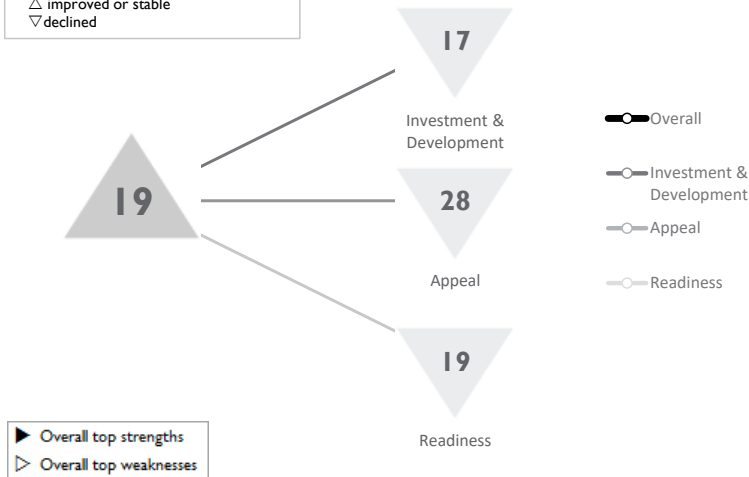 △ improved or stable
▽ declined
17
Investment &
Development
19
28
Appeal
19
Readiness
Overall
Investment &
Development
Appeal
Readiness
▶ Overall top strengths
▷ Overall top weaknesses